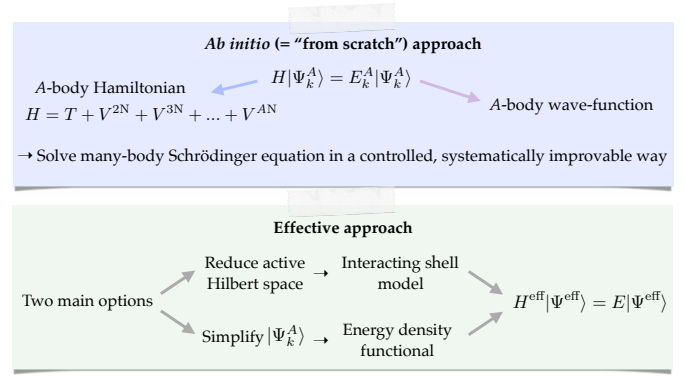 Ab initio (= “from scratch”) approach
H|Ψ_k^A⟩ = E_k^A|Ψ_k^A⟩
A-body Hamiltonian
H = T + V^{2N} + V^{3N} + ... + V^{AN}
A-body wave-function
→ Solve many-body Schrödinger equation in a controlled, systematically improvable way
Effective approach
Two main options
Reduce active
Hilbert space
→
Interacting shell
model
Simplify |Ψ_k^A⟩ →
Energy density
functional
H^{eff}|Ψ^{eff}⟩ = E|Ψ^{eff}⟩